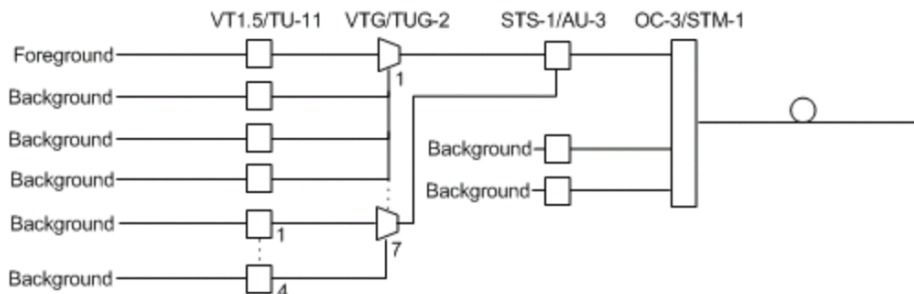 VT1.5/TU-11 VTG/TUG-2 STS-1/AU-3 OC-3/STM-1
Foreground
1
Background
Background
Background
Background
Background
Background
1
7
Background
4